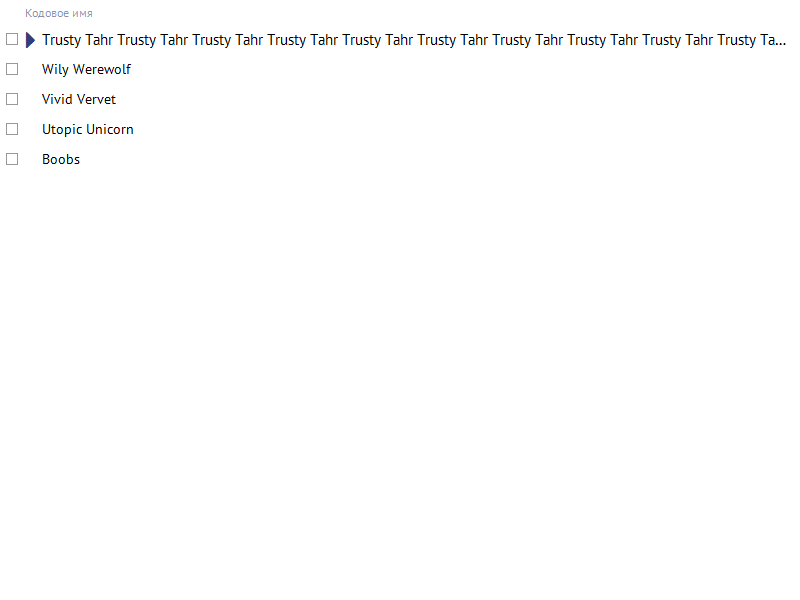 Кодовое имя
Trusty Tahr Trusty Tahr Trusty Tahr Trusty Tahr Trusty Tahr Trusty Tahr Trusty Tahr Trusty Tahr Trusty Tahr Trusty Ta...
Wily Werewolf
Vivid Vervet
Utopic Unicorn
Boobs